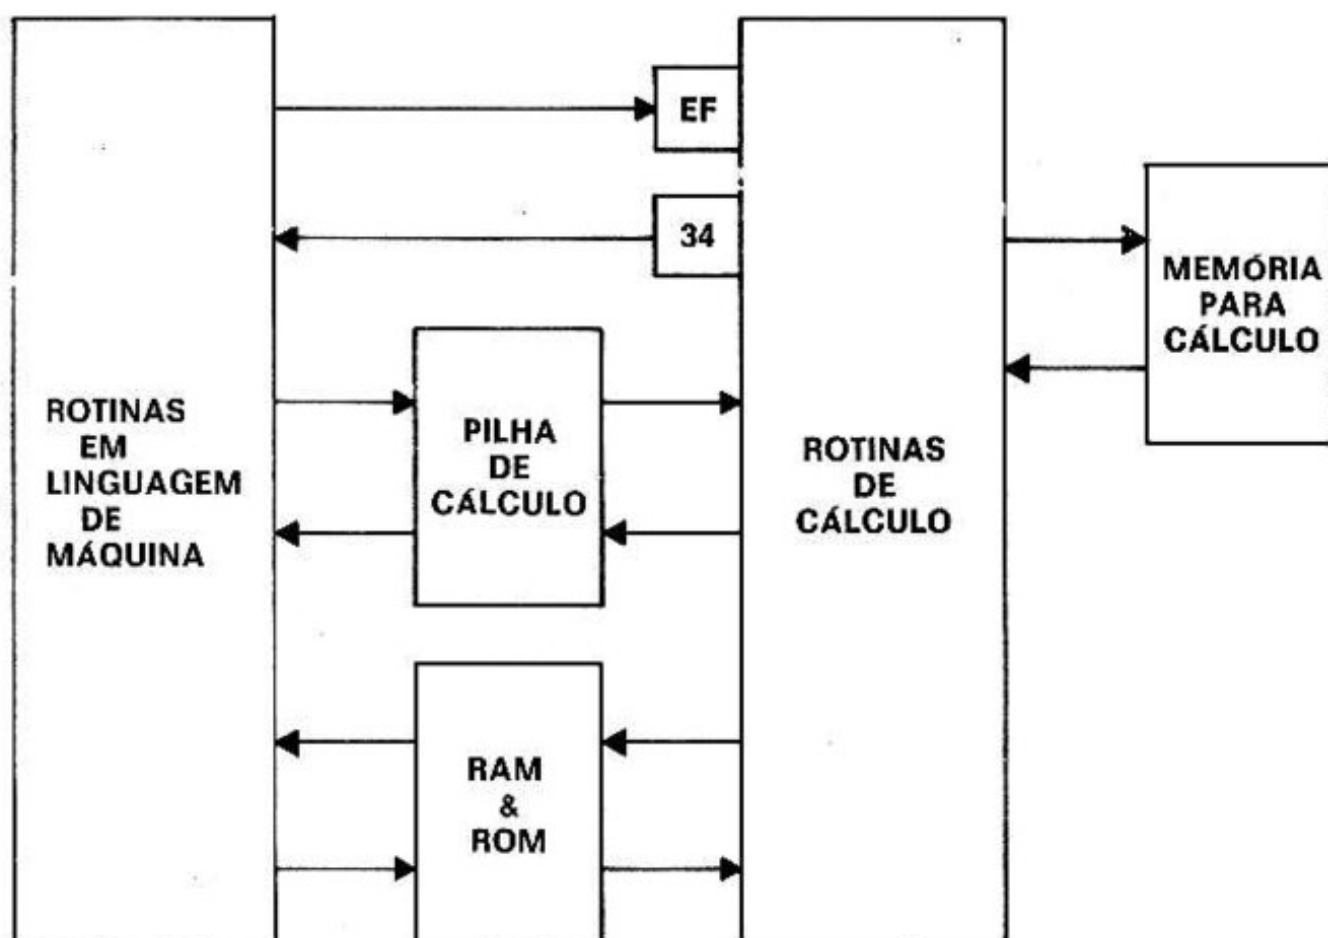 EF
34
MEMÓRIA
PARA
CÁLCULO
ROTINAS
EM
LINGUAGEM
DE
MÁQUINA
PILHA
DE
CÁLCULO
ROTINAS
DE
CÁLCULO
RAM
&
ROM